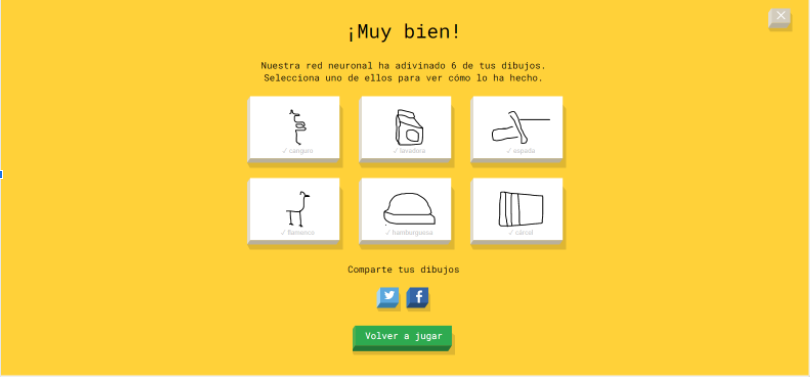 ¡Muy bien!
Nuestra red neuronal ha adivinado 6 de tus dibujos.
Selecciona uno de ellos para ver cómo lo ha hecho.
✓ canguro
✓ lavadora
✓ espada
✓ flamenco
✓ hamburguesa
✓ cárcel
Comparte tus dibujos
Volver a jugar